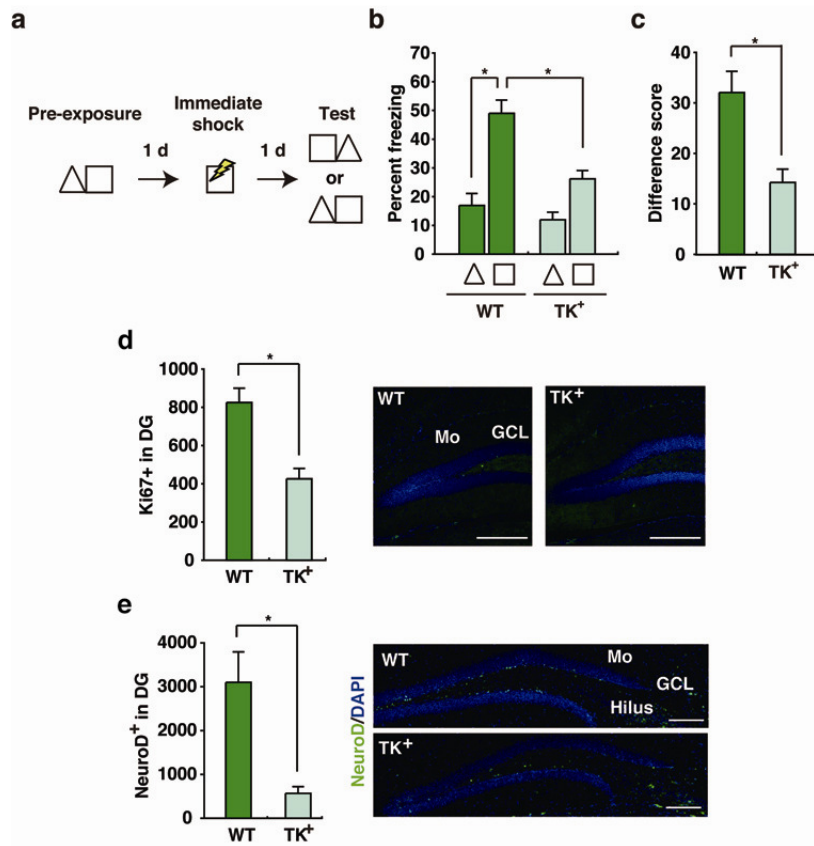 a
Pre-exposure
1 d
Immediate
shock
1 d
Test
or
b
Percent freezing
70
60
50
40
30
20
10
0
*
*
WT
TK+
c
Difference score
40
30
20
10
0
*
WT
TK+
d
Ki67+ in DG
1000
800
600
400
200
0
*
WT
TK+
WT
Mo
GCL
TK+
e
NeuroD+ in DG
4000
3000
2000
1000
0
*
WT
TK+
NeuroD/DAPI
WT
Mo
GCL
Hilus
TK+